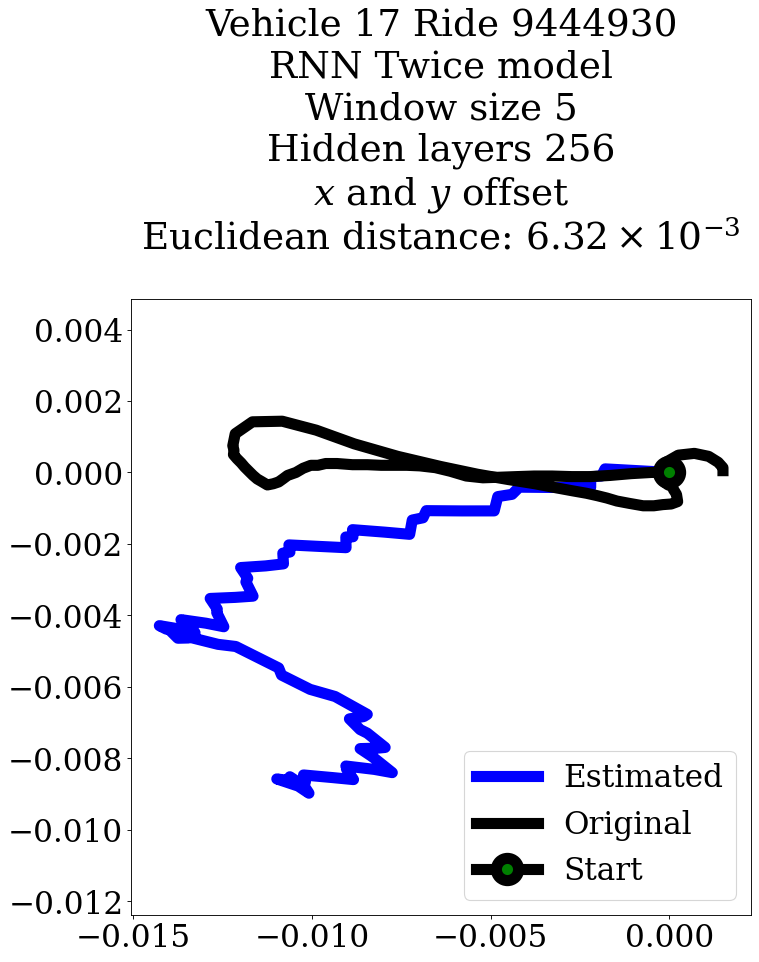 Vehicle 17 Ride 9444930
RNN Twice model
Window size 5
Hidden layers 256
x and y offset
Euclidean distance: 6.32 × 10⁻³
0.004
0.002
0.000
−0.002
−0.004
−0.006
−0.008
−0.010
−0.012
Estimated
Original
Start
−0.015 −0.010 −0.005 0.000